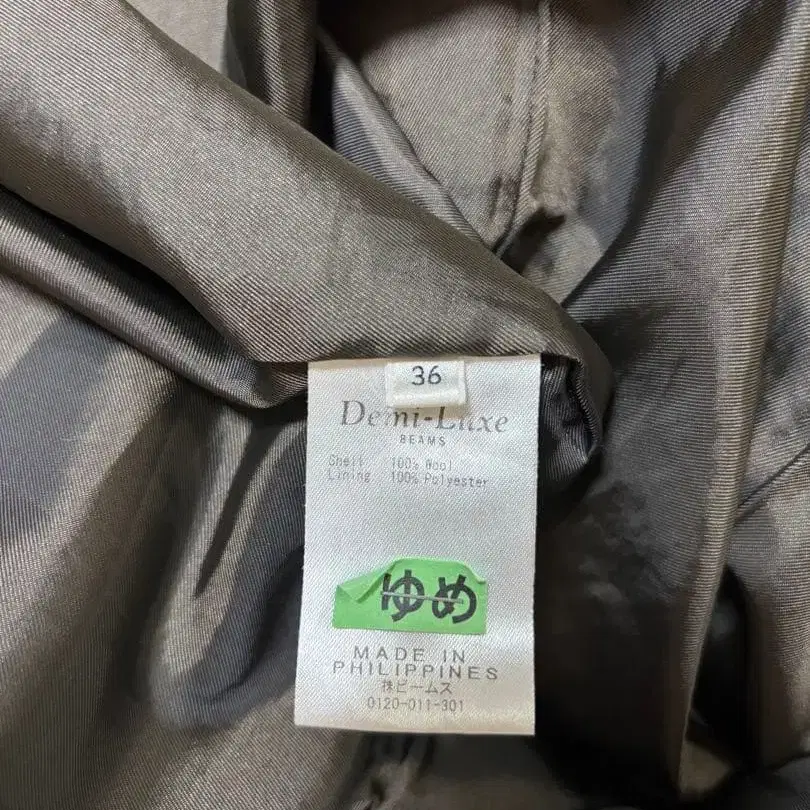 36
Demi-Luxe
BEAMS
Shell 100% Wool
Lining 100% Polyester
ゆめ
MADE IN
PHILIPPINES
㈱ビームス
0120-011-301